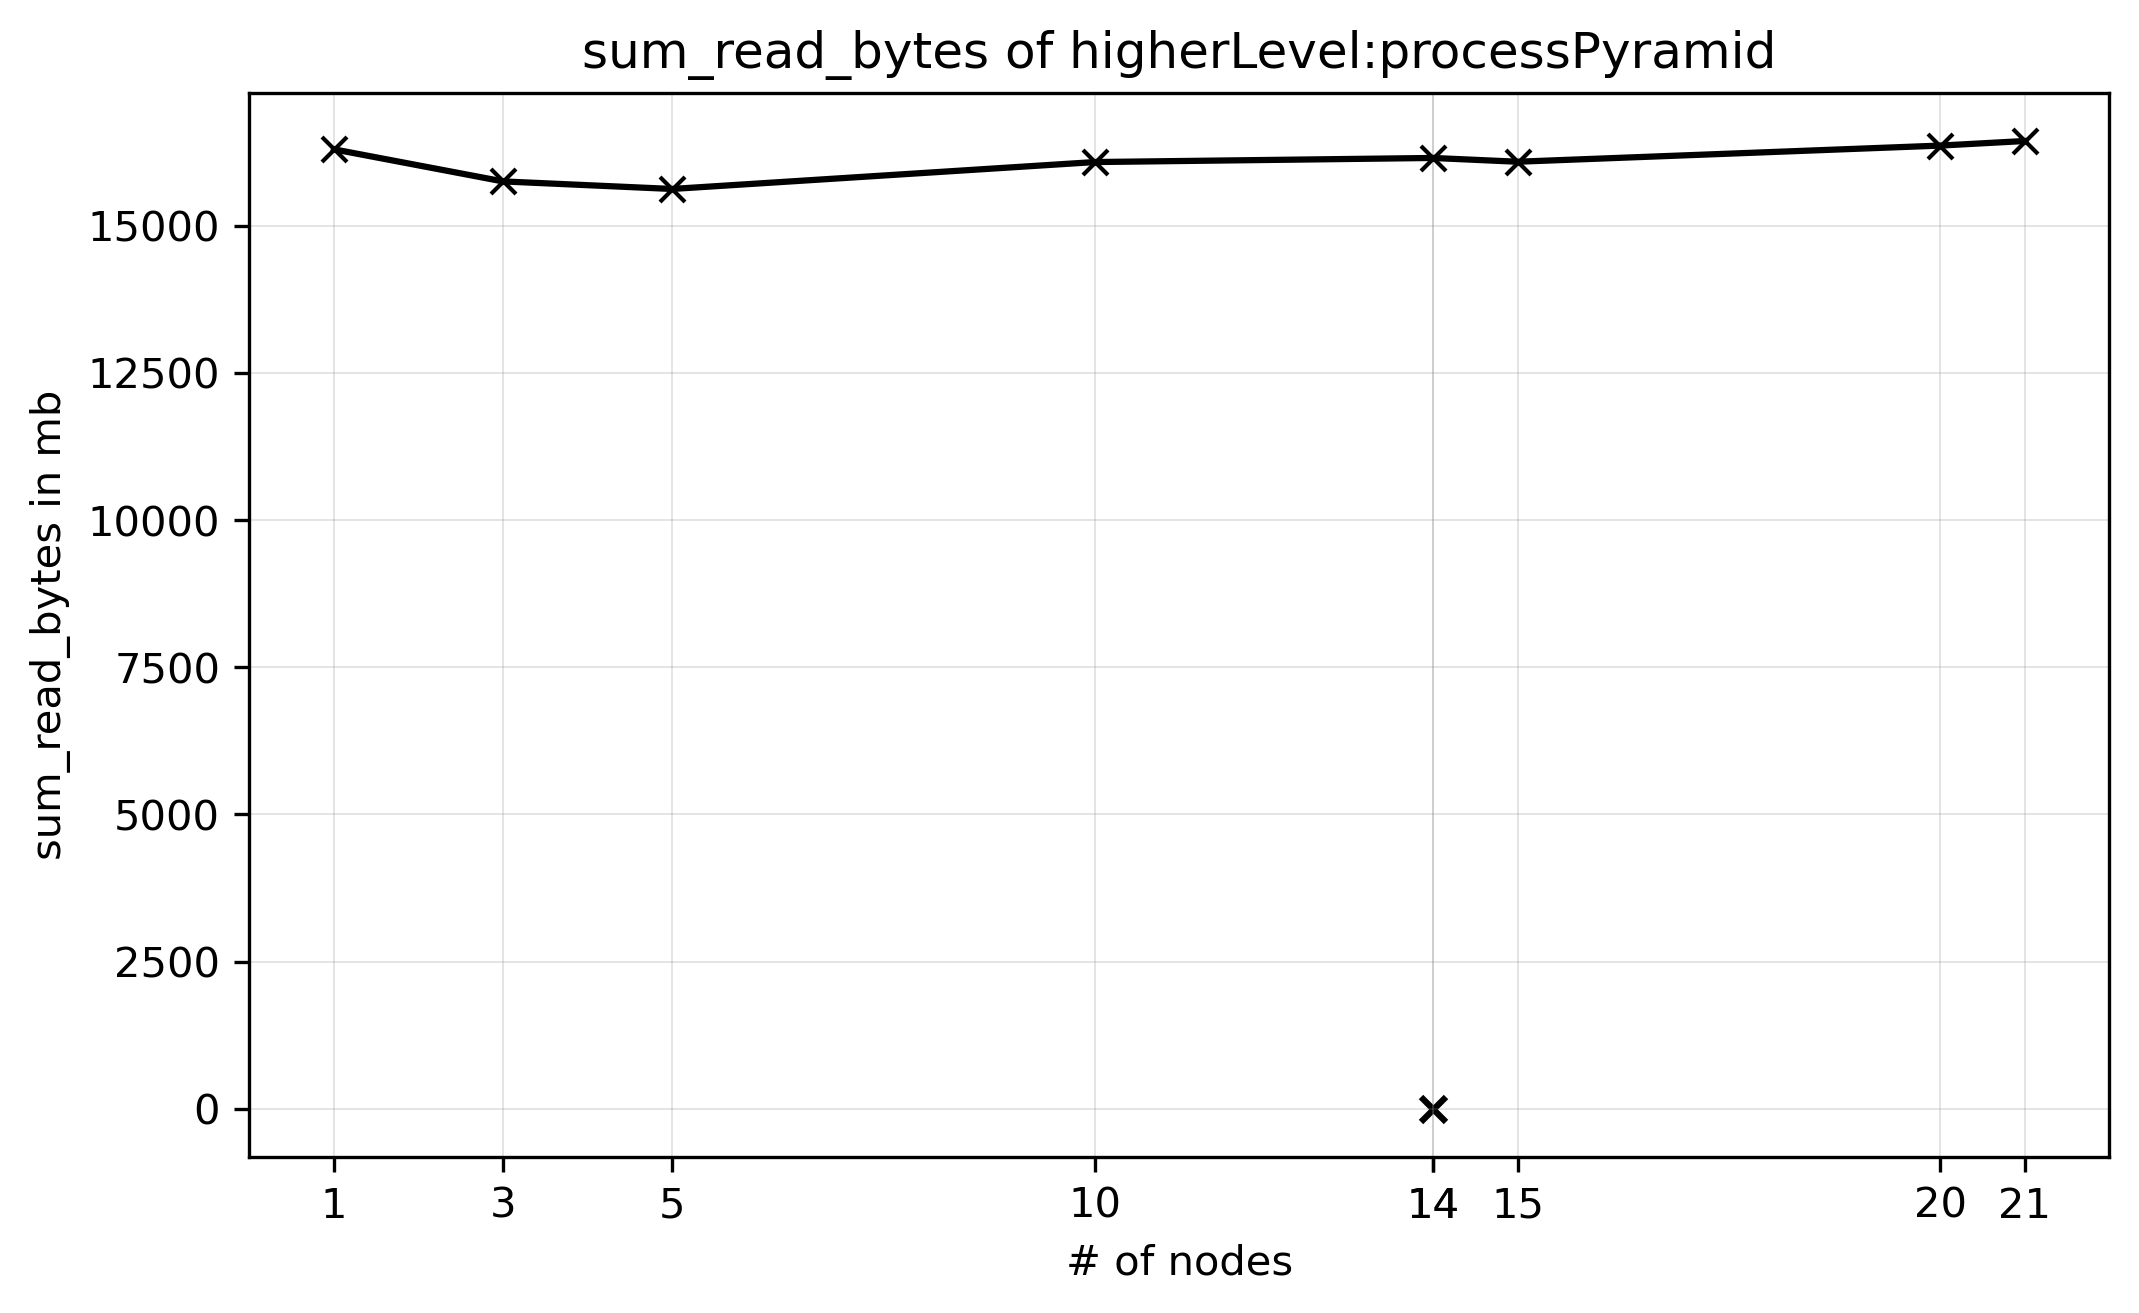 sum_read_bytes of higherLevel:processPyramid
sum_read_bytes in mb
15000
12500
10000
7500
5000
2500
0
1 3 5 10 14 15 20 21
# of nodes